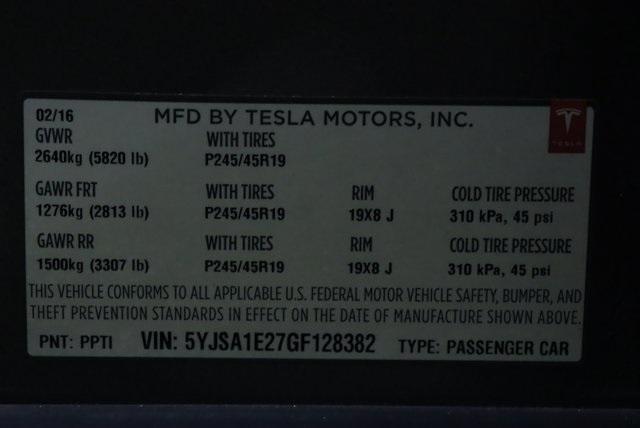 02/16 MFD BY TESLA MOTORS, INC.
GVWR WITH TIRES
2640kg (5820 lb) P245/45R19
TESLA
GAWR FRT WITH TIRES RIM COLD TIRE PRESSURE
1276kg (2813 lb) P245/45R19 19X8 J 310 kPa, 45 psi
GAWR RR WITH TIRES RIM COLD TIRE PRESSURE
1500kg (3307 lb) P245/45R19 19X8 J 310 kPa, 45 psi
THIS VEHICLE CONFORMS TO ALL APPLICABLE U.S. FEDERAL MOTOR VEHICLE SAFETY, BUMPER, AND
THEFT PREVENTION STANDARDS IN EFFECT ON THE DATE OF MANUFACTURE SHOWN ABOVE.
PNT: PPTI VIN: 5YJSA1E27GF128382 TYPE: PASSENGER CAR